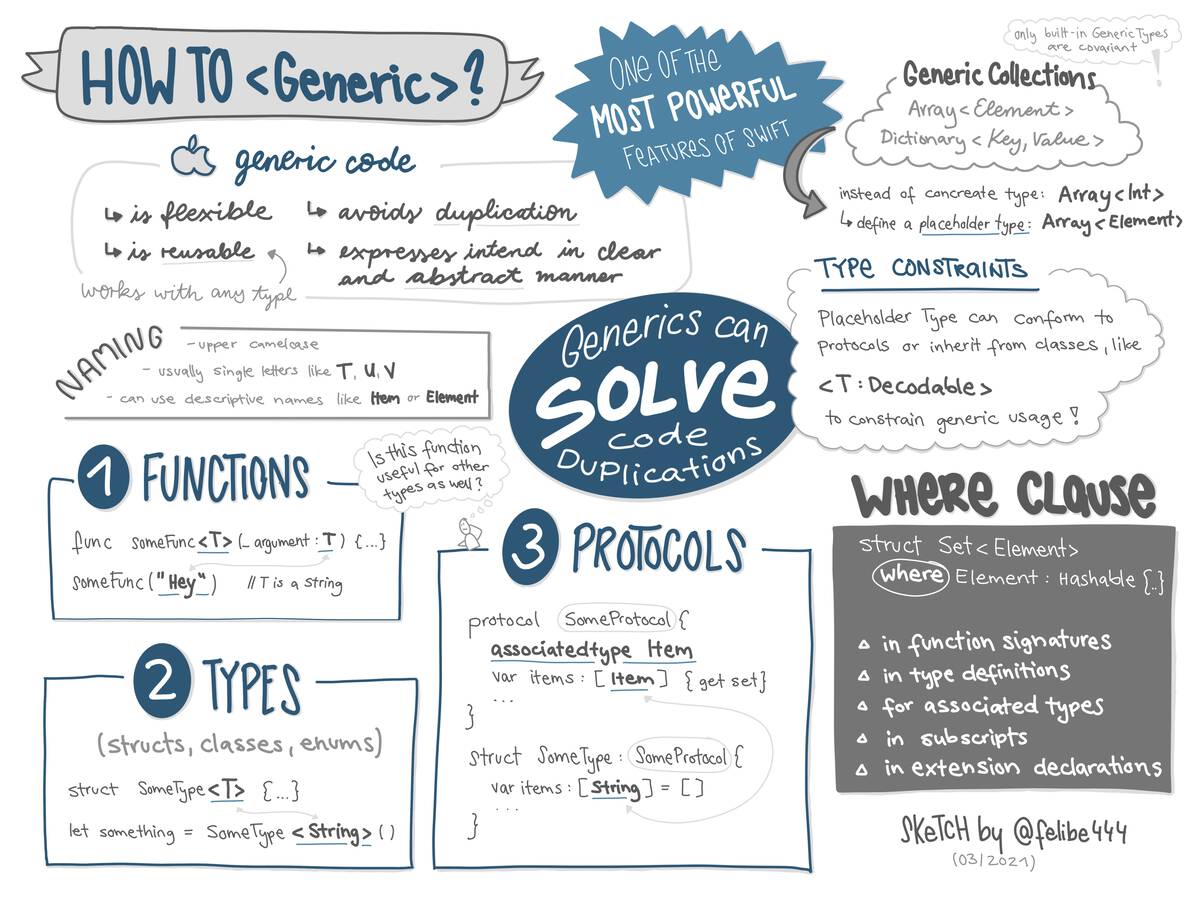 HOW TO <Generic>?
generic code
↳ is flexible
↳ is reusable
works with any type
↳ avoids duplication
↳ expresses intend in clear
and abstract manner
ONE OF THE
MOST POWERFUL
FEATURES OF SWIFT
only built-in Generic Types
are covariant
!
Generic Collections
Array<Element>
Dictionary <Key, Value>
instead of concreate type: Array<Int>
↳ define a placeholder type: Array<Element>
NAMING
- upper camelcase
- usually single letters like T, U, V
- can use descriptive names like Item or Element
Generics can
SOLVE
code
DUPlications
TYPE CONSTRAINTS
Placeholder Type can conform to
protocols or inherit from classes, like
<T: Decodable>
to constrain generic usage!
1 FUNCTIONS
Is this function
useful for other
types as well?
func someFunc<T>(_ argument: T) {...}
someFunc("Hey") // T is a string
2 TYPES
(structs, classes, enums)
struct SomeType<T> {...}
let something = SomeType <String>()
3 PROTOCOLS
protocol SomeProtocol {
associatedtype Item
var items: [Item] {get set}
...
}
struct SomeType: SomeProtocol {
var items: [String] = []
...
}
WHERE CLAUSE
struct Set<Element>
where Element: Hashable {..}
△ in function signatures
△ in type definitions
△ for associated types
△ in subscripts
△ in extension declarations
SKETCH by @felibe444
(03/2021)